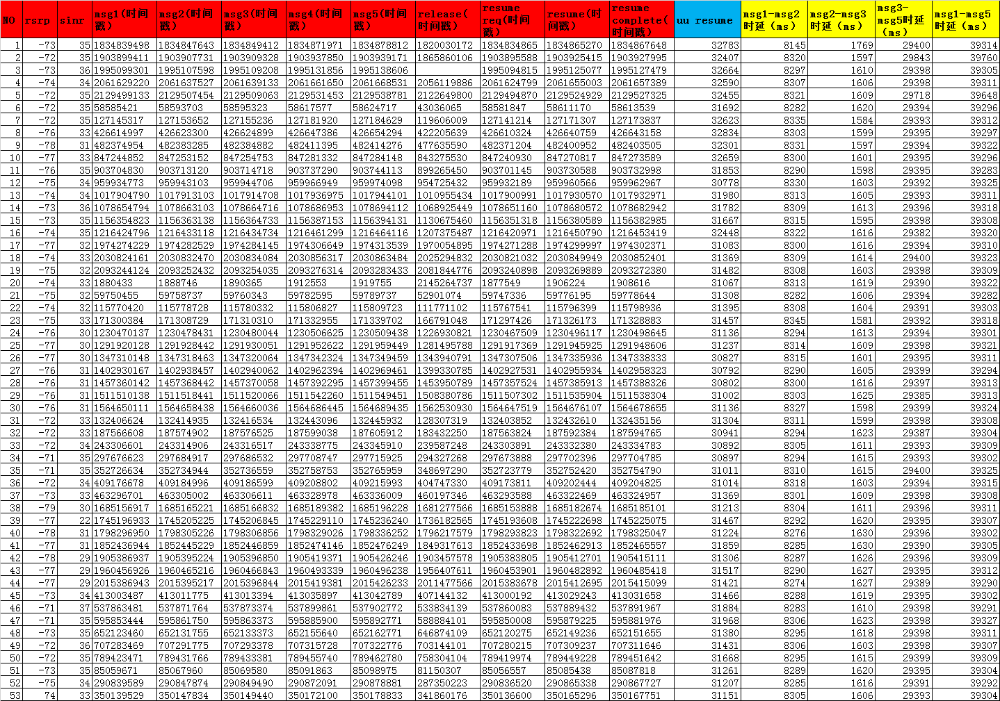 NO rsrp sinr msg1(时间戳) msg2(时间戳) msg3(时间戳) msg4(时间戳) msg5(时间戳) release(时间戳) resume req(时间戳) resume(时间戳) resume complete(时间戳) uu resume msg1-msg2时延（ms） msg2-msg3时延（ms） msg3-msg5时延（ms） msg1-msg5时延（ms）
1 -73 35 1834839498 1834847643 1834849412 1834871971 1834878812 1820030172 1834834865 1834865270 1834867648 32783 8145 1769 29400 39314
2 -72 35 1903899411 1903907731 1903909328 1903937850 1903939171 1865860106 1903895588 1903925415 1903927995 32407 8320 1597 29843 39760
3 -73 36 1995099301 1995107598 1995109208 1995131856 1995138606 1995094815 1995125077 1995127479 32664 8297 1610 29398 39305
4 -74 34 2061629220 2061637527 2061639133 2061661650 2061668531 2056119886 2061624799 2061655003 2061657389 32590 8307 1606 29398 39311
5 -72 35 2129499133 2129507454 2129509063 2129531453 2129538781 2122649800 2129494870 2129524929 2129527325 32455 8321 1609 29718 39648
6 -72 35 58585421 58593703 58595323 58617577 58624717 43036065 58581847 58611170 58613539 31692 8282 1620 29394 39296
7 -72 35 127145317 127153652 127155236 127181920 127184629 119606009 127141214 127171307 127173837 32623 8335 1584 29393 39312
8 -76 33 426614997 426623300 426624899 426647386 426654294 422205639 426610324 426640759 426643158 32834 8303 1599 29395 39297
9 -78 31 482374954 482383285 482384882 482411395 482414276 477635590 482371204 482400952 482403505 32301 8331 1597 29394 39322
10 -77 33 847244852 847253152 847254753 847281332 847284148 843275530 847240930 847270817 847273589 32659 8300 1601 29395 39296
11 -76 35 903704830 903713120 903714718 903737290 903744113 899265450 903701145 903730588 903732998 31853 8290 1598 29395 39283
12 -75 34 959934773 959943103 959944706 959966949 959974098 954725432 959932189 959960566 959962967 30778 8330 1603 29392 39325
13 -74 34 1017904790 1017913103 1017914708 1017936975 1017944101 1010955434 1017900991 1017930570 1017932971 31980 8313 1605 29393 39311
14 -73 36 1078654794 1078663103 1078664716 1078686953 1078694112 1068925449 1078651160 1078680572 1078682942 31782 8309 1613 29396 39318
15 -73 35 1156354823 1156363138 1156364733 1156387153 1156394131 1130675460 1156351318 1156380589 1156382985 31667 8315 1595 29398 39308
16 -74 35 1216424796 1216433118 1216434734 1216461299 1216464116 1207375487 1216420971 1216450790 1216453419 32448 8322 1616 29382 39320
17 -77 32 1974274229 1974282529 1974284145 1974306649 1974313539 1970054895 1974271288 1974299997 1974302371 31083 8300 1616 29394 39310
18 -74 33 2030824161 2030832470 2030834084 2030856317 2030863484 2025294832 2030821032 2030849949 2030852401 31369 8309 1614 29400 39323
19 -75 32 2093244124 2093252432 2093254035 2093276314 2093283433 2081844776 2093240898 2093269889 2093272380 31482 8308 1603 29398 39309
20 -74 33 1880433 1888746 1890365 1912553 1919755 2145264737 1877549 1906224 1908616 31067 8313 1619 29390 39322
21 -75 32 59750455 59758737 59760343 59782595 59789737 52901074 59747336 59776195 59778644 31308 8282 1606 29394 39282
22 -74 32 115770420 115778728 115780332 115806827 115809723 111771102 115767541 115796399 115798936 31395 8308 1604 29391 39303
23 -75 33 171300384 171308729 171310310 171332955 171339702 166791048 171297426 171326173 171328883 31457 8345 1581 29392 39318
24 -76 30 1230470137 1230478431 1230480044 1230506625 1230509438 1226930821 1230467509 1230496117 1230498645 31136 8294 1613 29394 39301
25 -77 30 1291920128 1291928442 1291930051 1291952622 1291959449 1281495788 1291917369 1291945925 1291948606 31237 8314 1609 29398 39321
26 -77 30 1347310148 1347318463 1347320064 1347342324 1347349459 1343940791 1347307506 1347335936 1347338333 30827 8315 1601 29395 39311
27 -76 31 1402930167 1402938457 1402940062 1402962394 1402969461 1399330785 1402927531 1402955934 1402958323 30792 8290 1605 29399 39294
28 -76 31 1457360142 1457368442 1457370058 1457392295 1457399455 1453950789 1457357524 1457385913 1457388326 30802 8300 1616 29397 39313
29 -76 31 1511510138 1511518441 1511520066 1511542260 1511549451 1508380786 1511507302 1511535904 1511538304 31002 8303 1625 29385 39313
30 -76 31 1564650111 1564658438 1564660036 1564686445 1564689435 1562530930 1564647519 1564676107 1564678655 31136 8327 1598 29399 39324
31 -72 33 132406624 132414935 132416534 132443096 132445932 128307319 132403852 132432610 132435156 31304 8311 1599 29398 39308
32 -72 33 187566608 187574902 187576525 187599038 187605912 183432250 187563824 187592384 187594765 30941 8294 1623 29387 39304
33 -72 34 243306601 243314906 243316517 243338775 243345910 239587248 243303891 243332380 243334783 30892 8305 1611 29393 39309
34 -71 35 297676623 297684917 297686532 297708747 297715925 294327268 297673888 297702396 297704785 30897 8294 1615 29393 39302
35 -71 35 352726634 352734944 352736559 352758753 352765959 348697290 352723779 352752420 352754790 31011 8310 1615 29400 39325
36 -72 34 409176678 409184996 409186599 409208802 409215993 404747330 409173811 409202444 409204825 31014 8318 1603 29394 39315
37 -73 33 463296701 463305002 463306611 463328978 463336009 460197346 463293588 463322469 463324957 31369 8301 1609 29398 39308
38 -79 30 1685156917 1685165221 1685166832 1685189382 1685196228 1681277566 1685153888 1685182674 1685185101 31213 8304 1611 29396 39311
39 -77 22 1745196933 1745205225 1745206845 1745229110 1745236240 1736182565 1745193608 1745222698 1745225075 31467 8292 1620 29395 39307
40 -78 31 1798296950 1798305226 1798306856 1798329026 1798336252 1796217579 1798293823 1798322692 1798325047 31224 8276 1630 29396 39302
41 -77 31 1852436944 1852445229 1852446859 1852474146 1852476249 1849317613 1852433698 1852462913 1852465557 31859 8285 1630 29390 39305
42 -78 29 1905386937 1905395224 1905396850 1905419371 1905426246 1903457578 1905383805 1905412701 1905415111 31306 8287 1626 29396 39309
43 -77 29 1960456926 1960465216 1960466843 1960493339 1960496238 1956407611 1960453901 1960482892 1960485418 31517 8290 1627 29395 39312
44 -77 29 2015386943 2015395217 2015396844 2015419381 2015426233 2011477566 2015383678 2015412695 2015415099 31421 8274 1627 29389 39290
45 -73 34 413003487 413011775 413013394 413035897 413042789 407144132 413000192 413029243 413031658 31466 8288 1619 29395 39302
46 -71 37 537863481 537871764 537873374 537899861 537902772 533834139 537860083 537889432 537891967 31884 8283 1610 29398 39291
47 -71 35 595853444 595861750 595863373 595885900 595892771 588884101 595850008 595879225 595881976 31968 8306 1623 29398 39327
48 -73 35 652123460 652131755 652133373 652155640 652162771 646874109 652120275 652149236 652151655 31380 8295 1618 29398 39311
49 -72 36 707283469 707291775 707293378 707315728 707322776 703144101 707280215 707309237 707311646 31431 8306 1603 29398 39307
50 -72 35 789423471 789431766 789433381 789455740 789462780 758304104 789419974 789449228 789451642 31668 8295 1615 29399 39309
51 -73 35 85059671 85067960 85069580 85091863 85098975 81150307 85056557 85085438 85087818 31261 8289 1620 29395 39304
52 -75 34 290839589 290847874 290849490 290872091 290878881 287350223 290836520 290865338 290867727 31207 8285 1616 29391 39292
53 74 33 350139529 350147834 350149440 350172100 350178833 341860176 350136600 350165296 350167751 31151 8305 1606 29393 39304